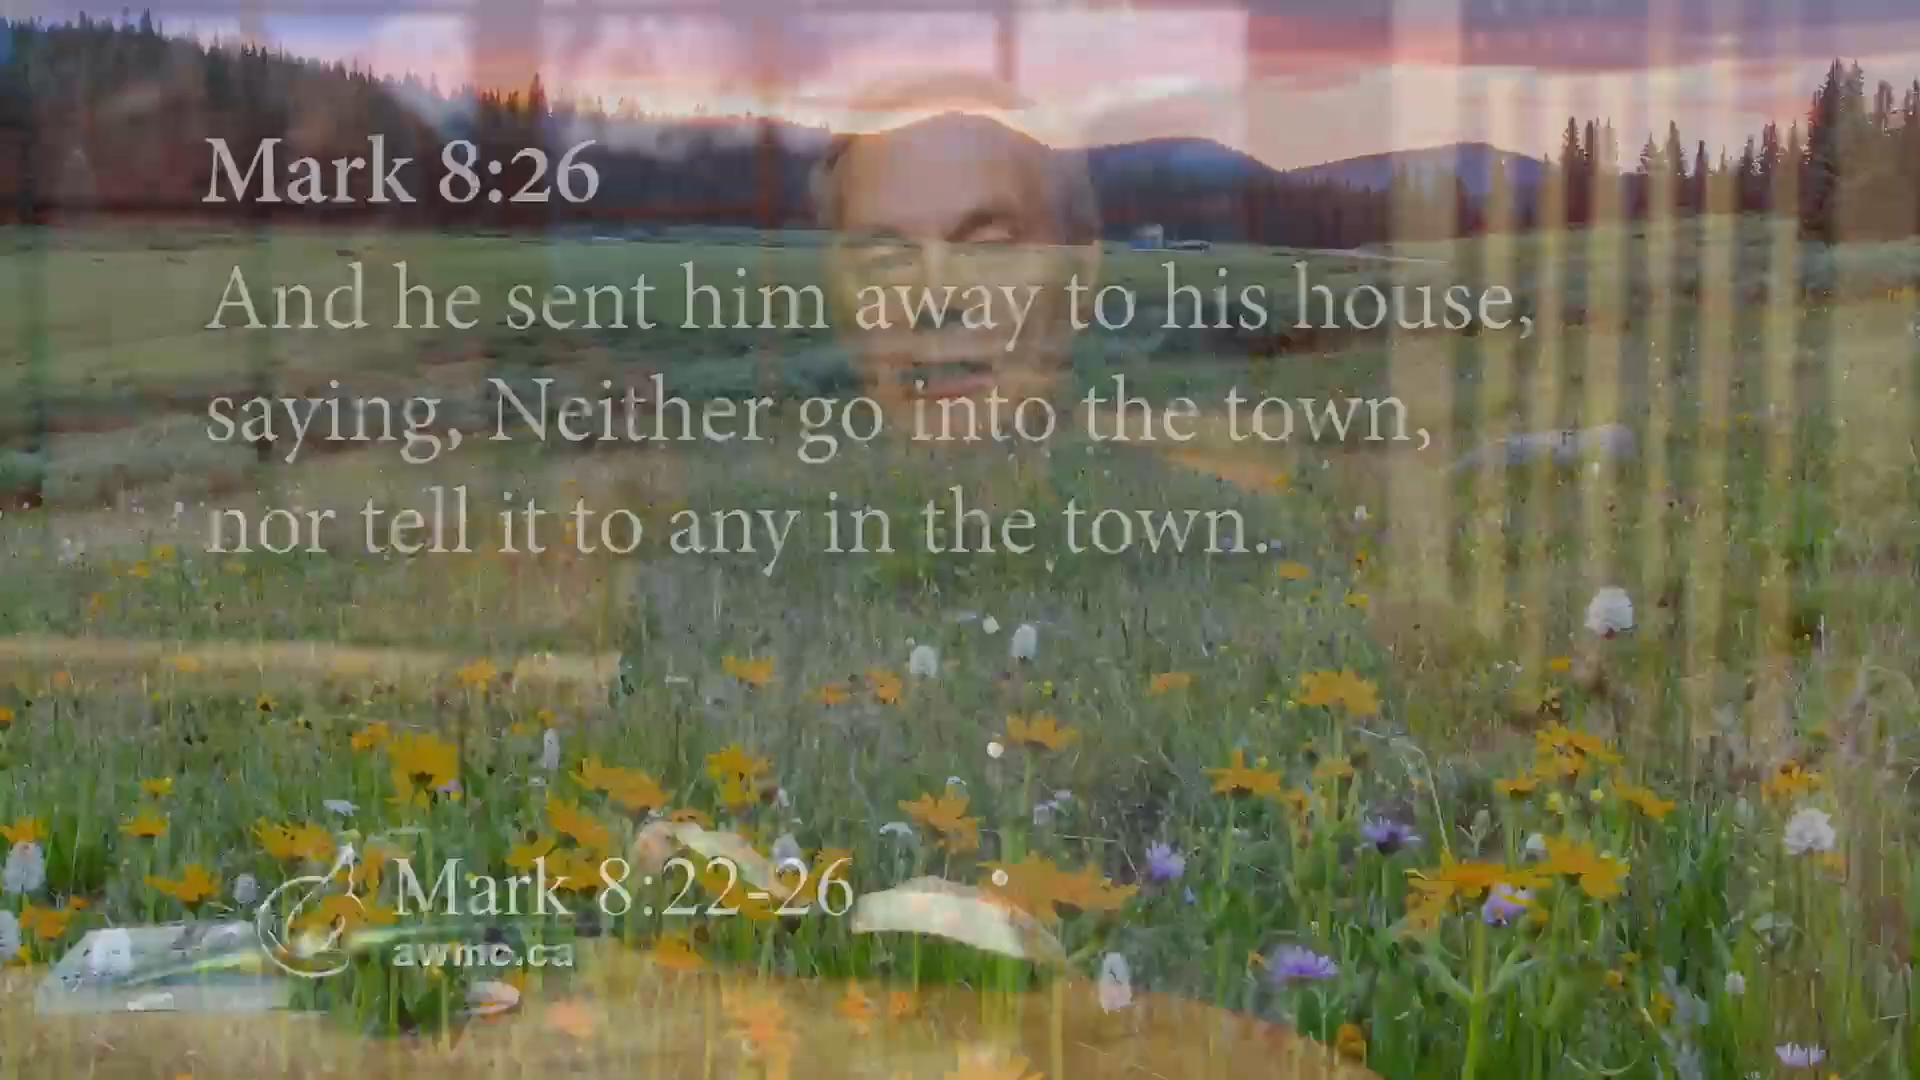 Mark 8:26
And he sent him away to his house,
saying, Neither go into the town,
nor tell it to any in the town.
Mark 8:22-26
awmc.ca